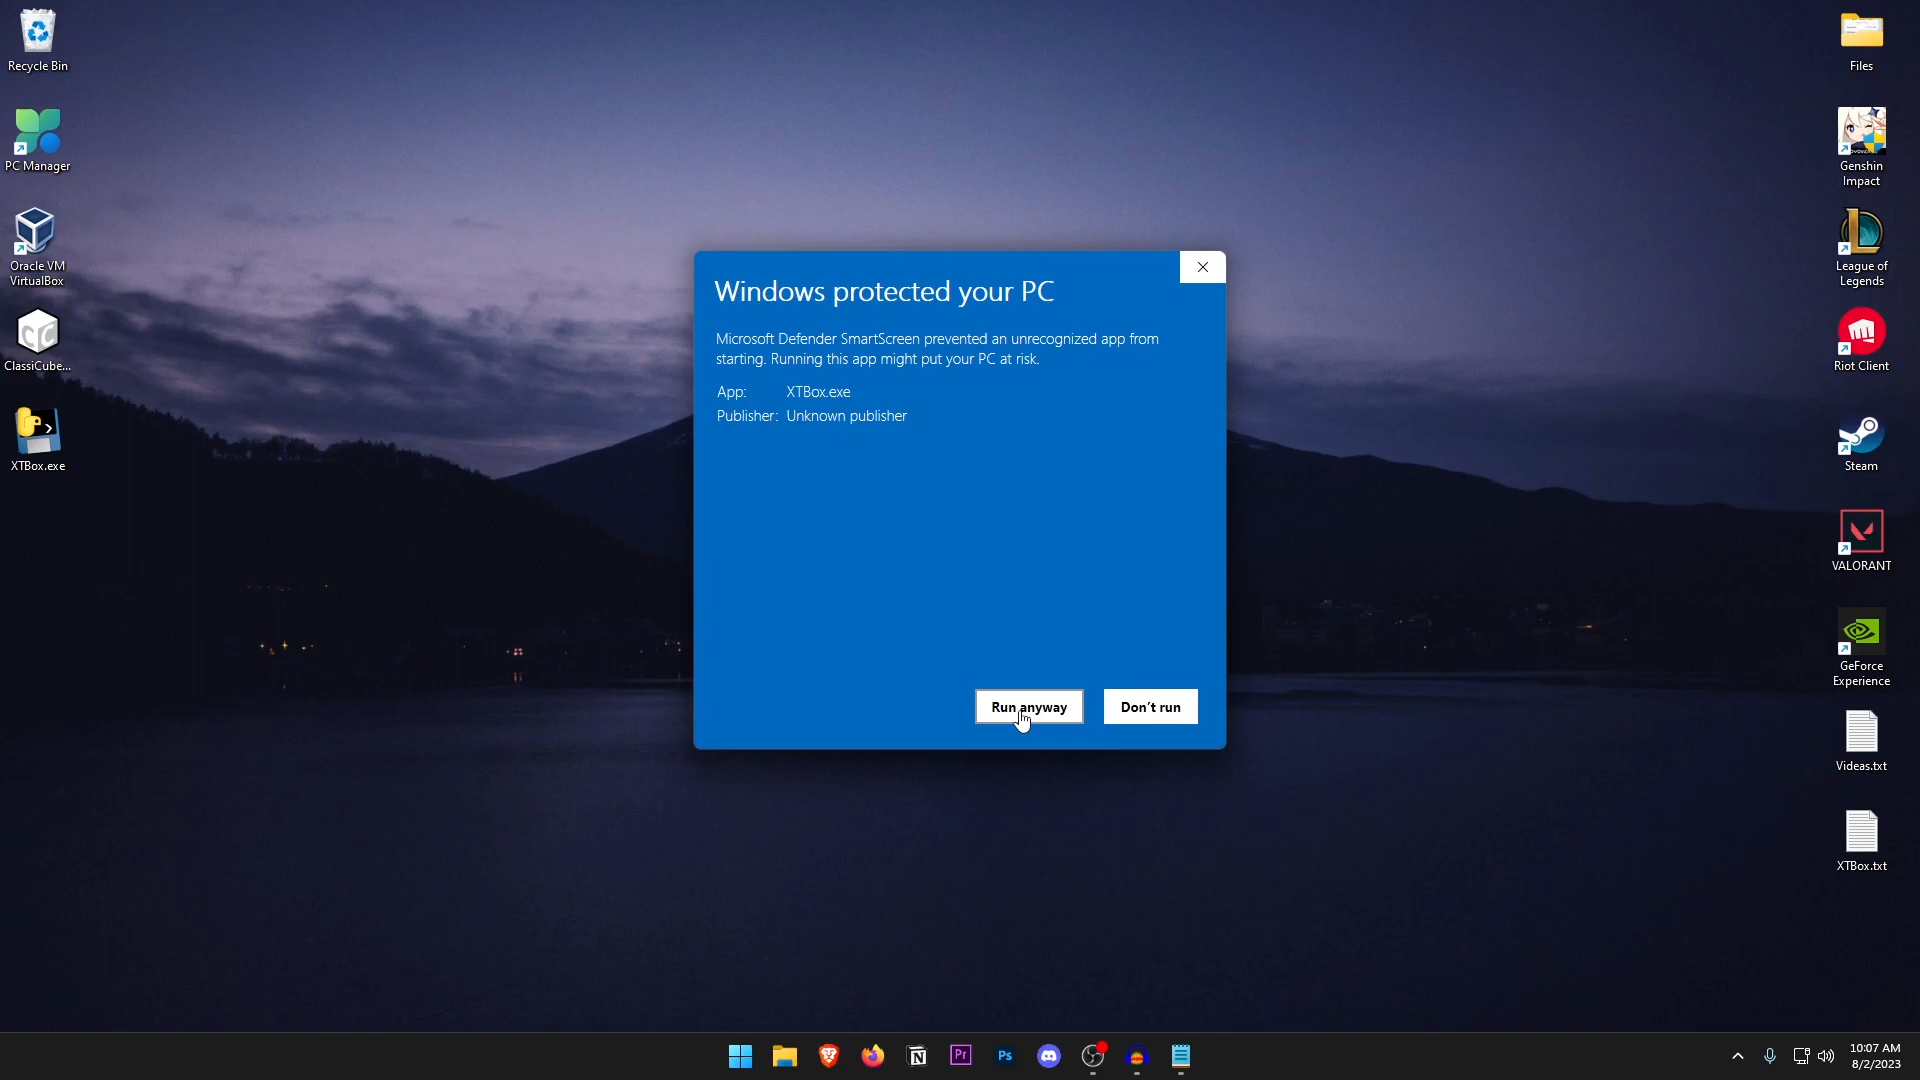 Recycle Bin
PC Manager
Oracle VM
VirtualBox
CC
ClassiCube...
XTBox.exe
Windows protected your PC
Microsoft Defender SmartScreen prevented an unrecognized app from
starting. Running this app might put your PC at risk.
App: XTBox.exe
Publisher: Unknown publisher
Run anyway
Don't run
Files
Genshin
Impact
League of
Legends
Riot Client
Steam
VALORANT
GeForce
Experience
Videas.txt
XTBox.txt
N
Pr
Ps
10:07 AM
8/2/2023